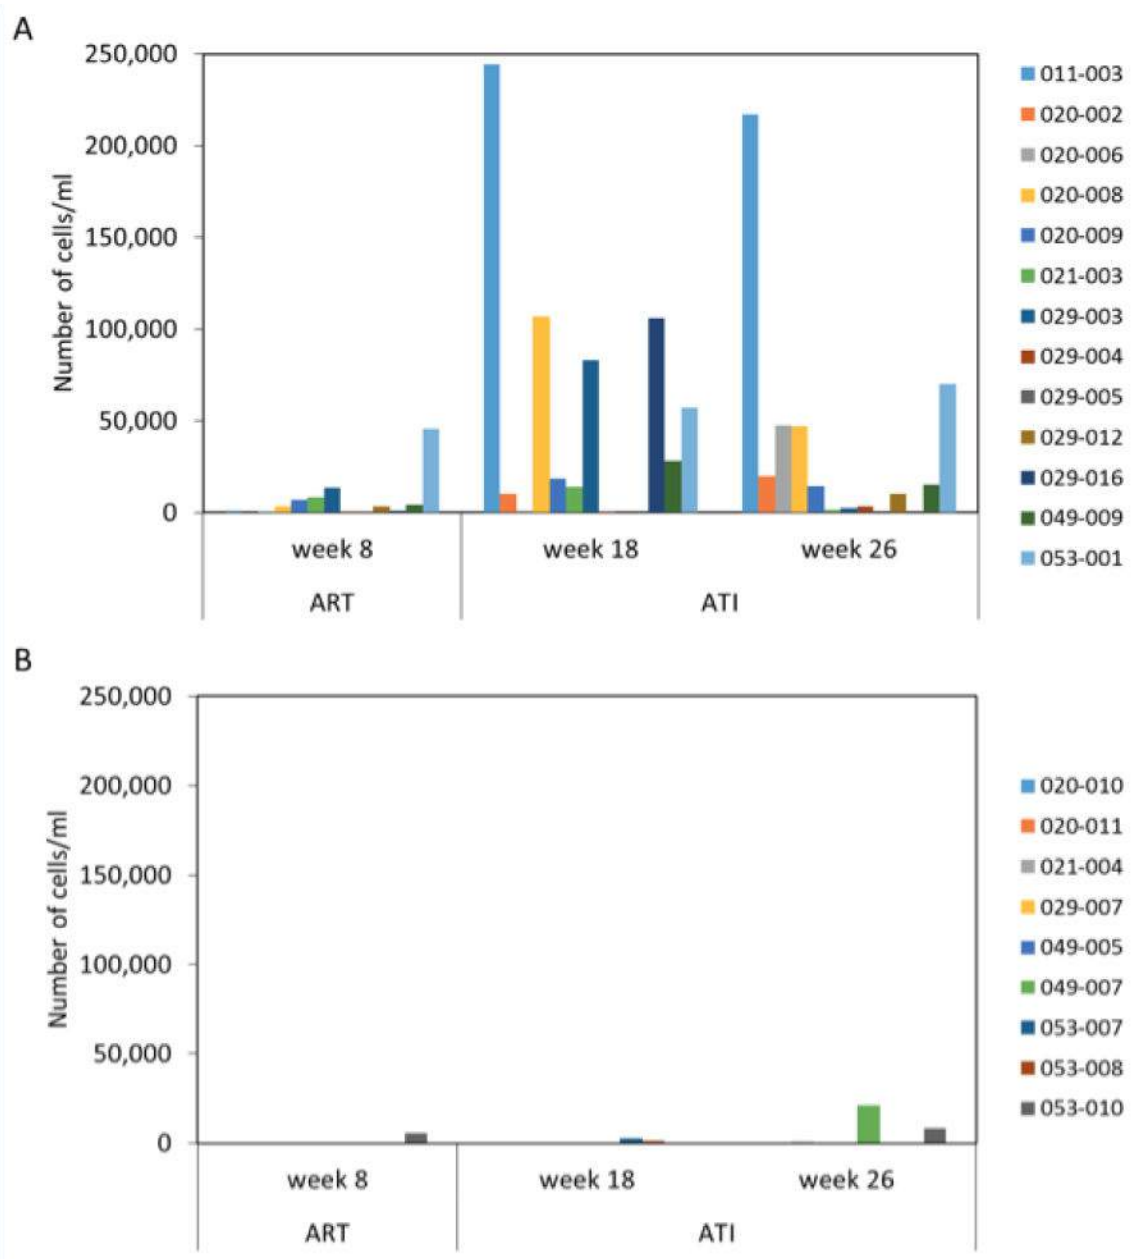 A
250,000
200,000
150,000
100,000
50,000
0
Number of cells/ml
week 8
week 18
week 26
ART
ATI
011-003
020-002
020-006
020-008
020-009
021-003
029-003
029-004
029-005
029-012
029-016
049-009
053-001
B
250,000
200,000
150,000
100,000
50,000
0
Number of cells/ml
week 8
week 18
week 26
ART
ATI
020-010
020-011
021-004
029-007
049-005
049-007
053-007
053-008
053-010